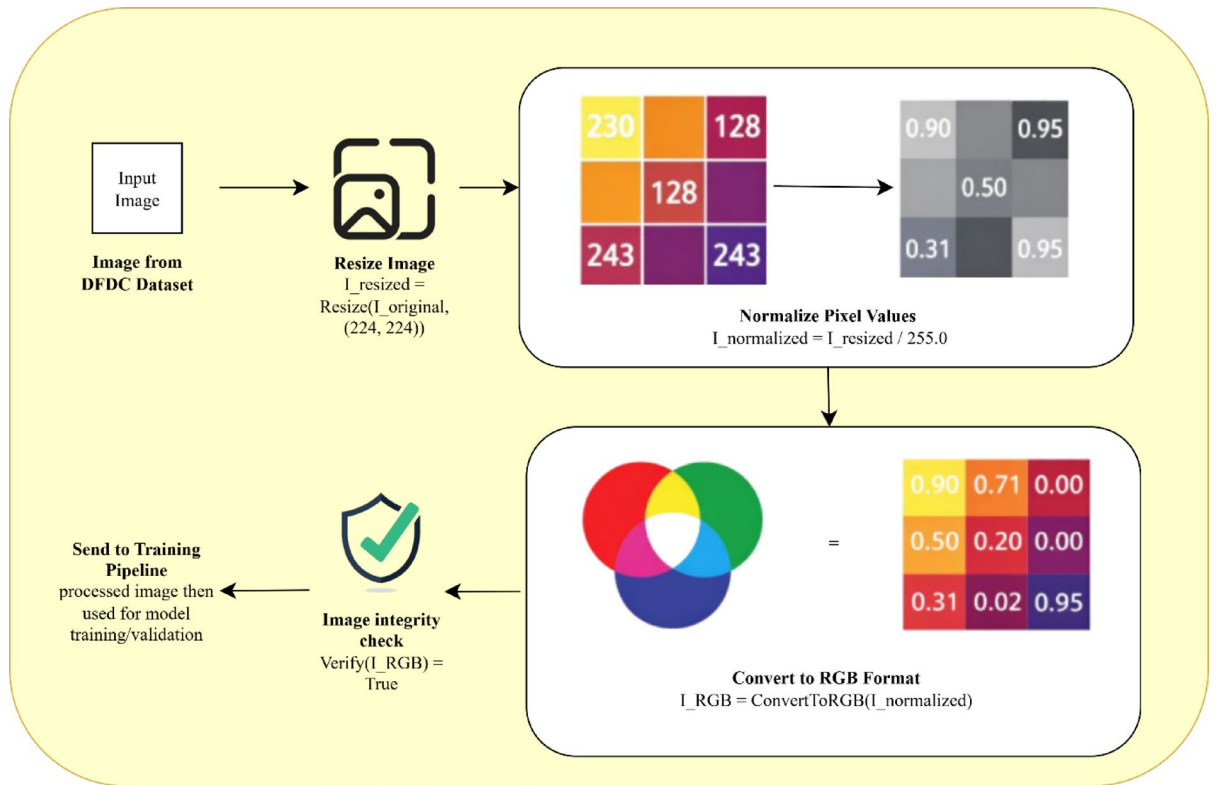 Input
Image
Image from
DFDC Dataset
Resize Image
I_resized =
Resize(I_original,
(224, 224))
230 128
128
243 243
0.90 0.95
0.50
0.31 0.95
Normalize Pixel Values
I_normalized = I_resized / 255.0
=
0.90 0.71 0.00
0.50 0.20 0.00
0.31 0.02 0.95
Convert to RGB Format
I_RGB = ConvertToRGB(I_normalized)
Image integrity
check
Verify(I_RGB) =
True
Send to Training
Pipeline
processed image then
used for model
training/validation